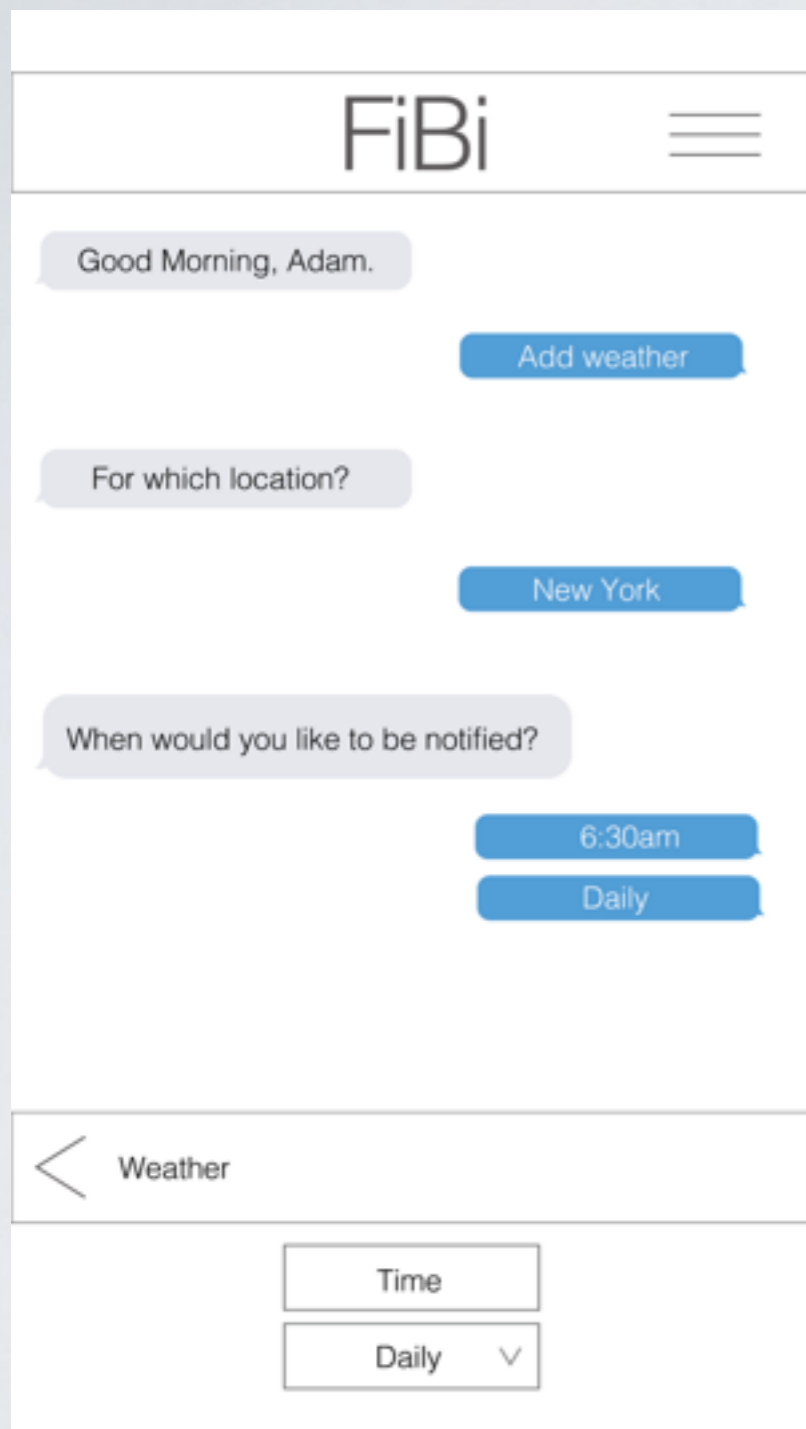 FiBi
Good Morning, Adam.
Add weather
For which location?
New York
When would you like to be notified?
6:30am
Daily
Weather
Time
Daily